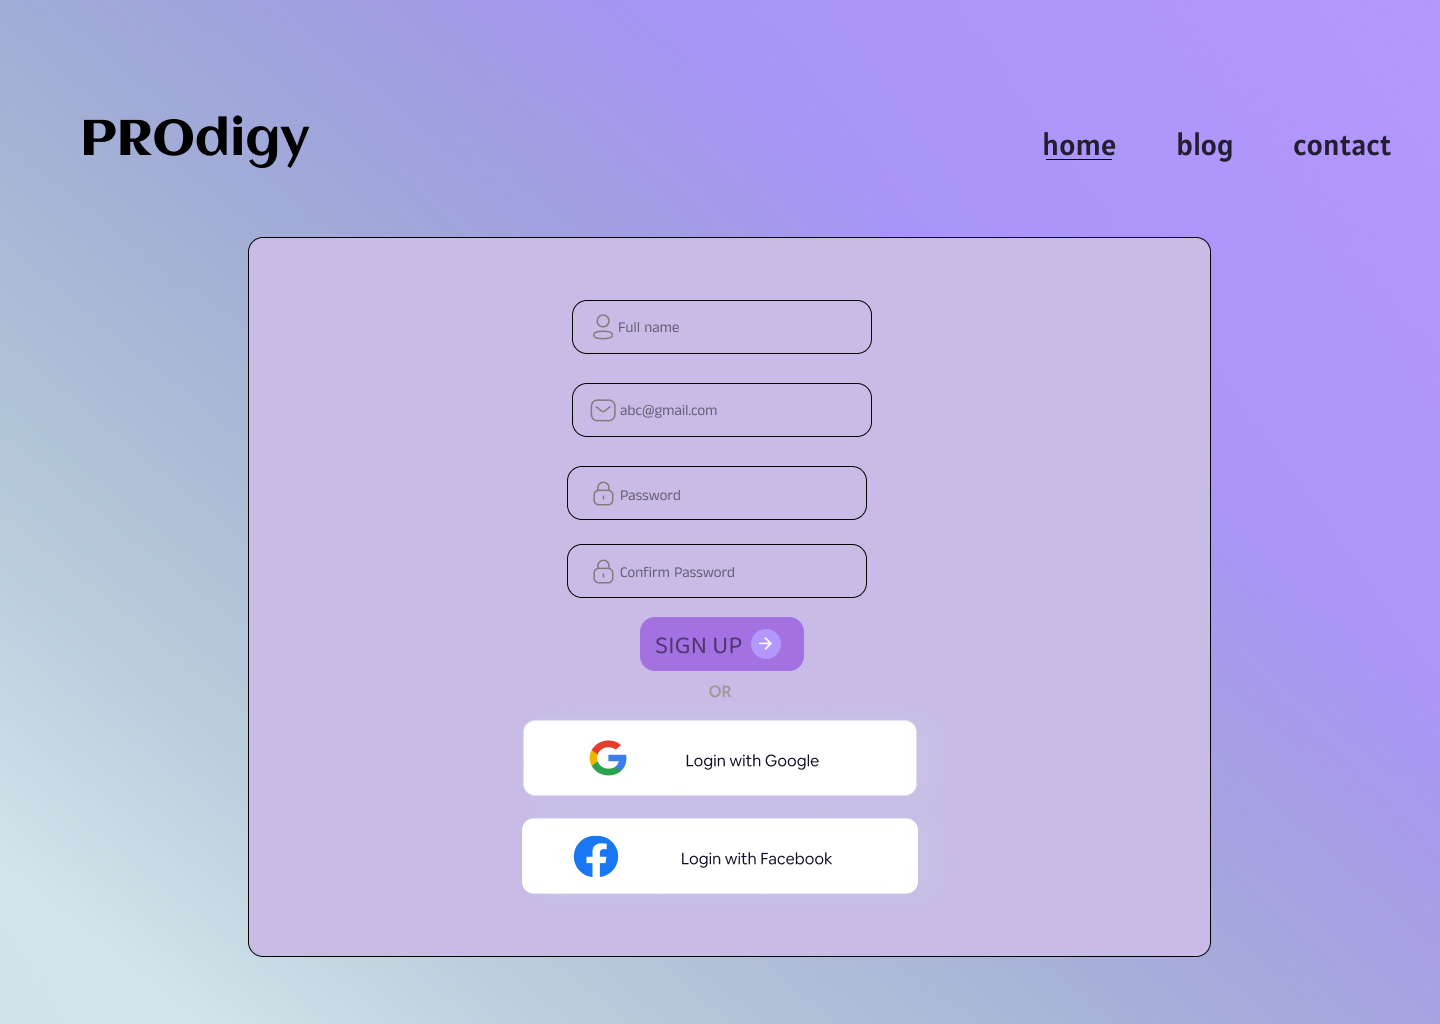 PROdigy
home blog contact
Full name
abc@gmail.com
Password
Confirm Password
SIGN UP
OR
Login with Google
Login with Facebook